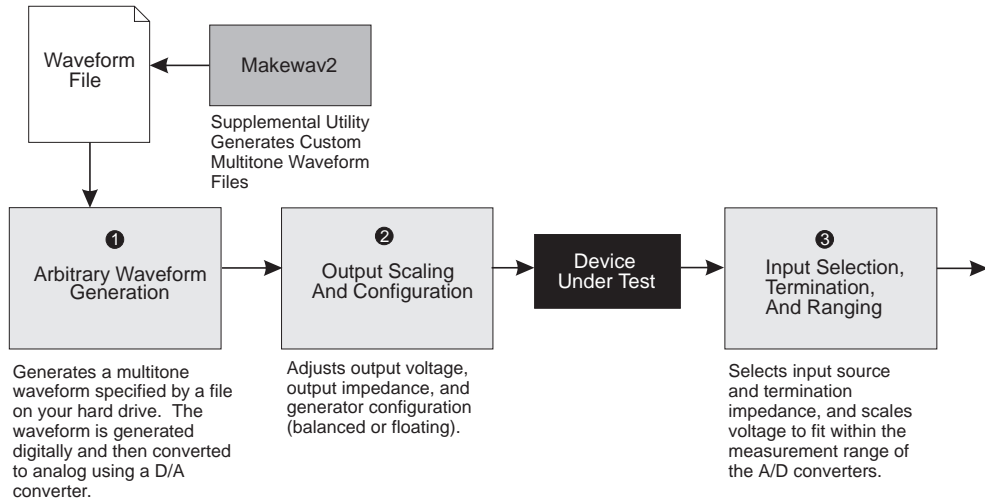 Waveform
File
Makewav2
Supplemental Utility
Generates Custom
Multitone Waveform
Files
1
Arbitrary Waveform
Generation
Generates a multitone
waveform specified by a file
on your hard drive. The
waveform is generated
digitally and then converted
to analog using a D/A
converter.
2
Output Scaling
And Configuration
Adjusts output voltage,
output impedance, and
generator configuration
(balanced or floating).
Device
Under Test
3
Input Selection,
Termination,
And Ranging
Selects input source
and termination
impedance, and scales
voltage to fit within the
measurement range of
the A/D converters.